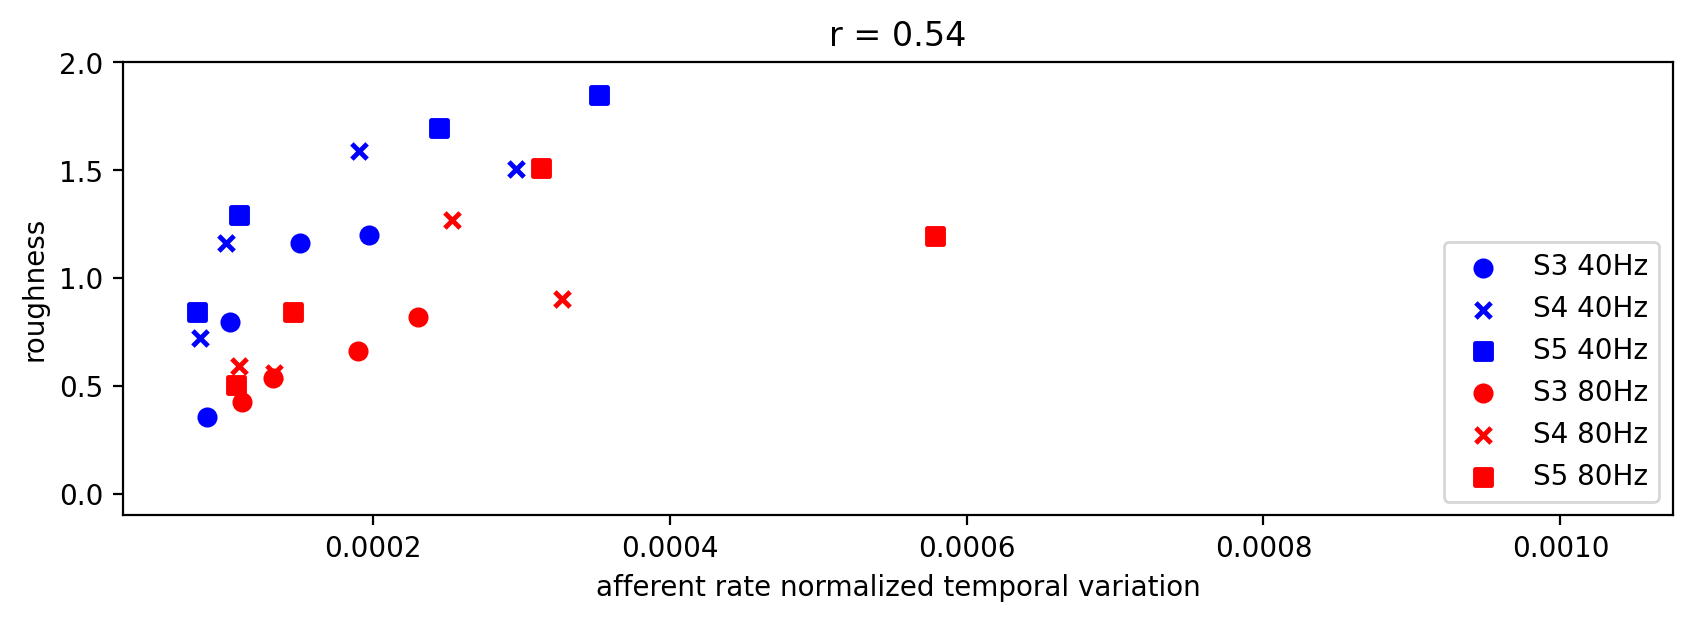 r = 0.54
2.0
1.5
1.0
0.5
0.0
roughness
S3 40Hz
S4 40Hz
S5 40Hz
S3 80Hz
S4 80Hz
S5 80Hz
0.0002 0.0004 0.0006 0.0008 0.0010
afferent rate normalized temporal variation